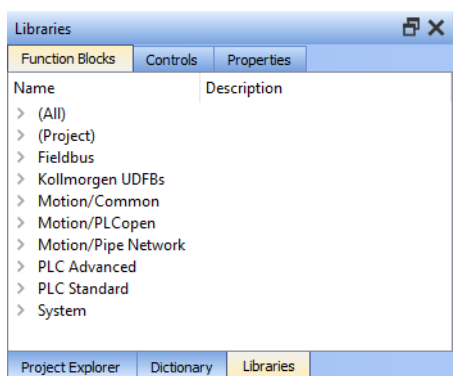 Libraries
Function Blocks Controls Properties
Name Description
(All)
(Project)
Fieldbus
Kollmorgen UDFBs
Motion/Common
Motion/PLCopen
Motion/Pipe Network
PLC Advanced
PLC Standard
System
Project Explorer Dictionary Libraries